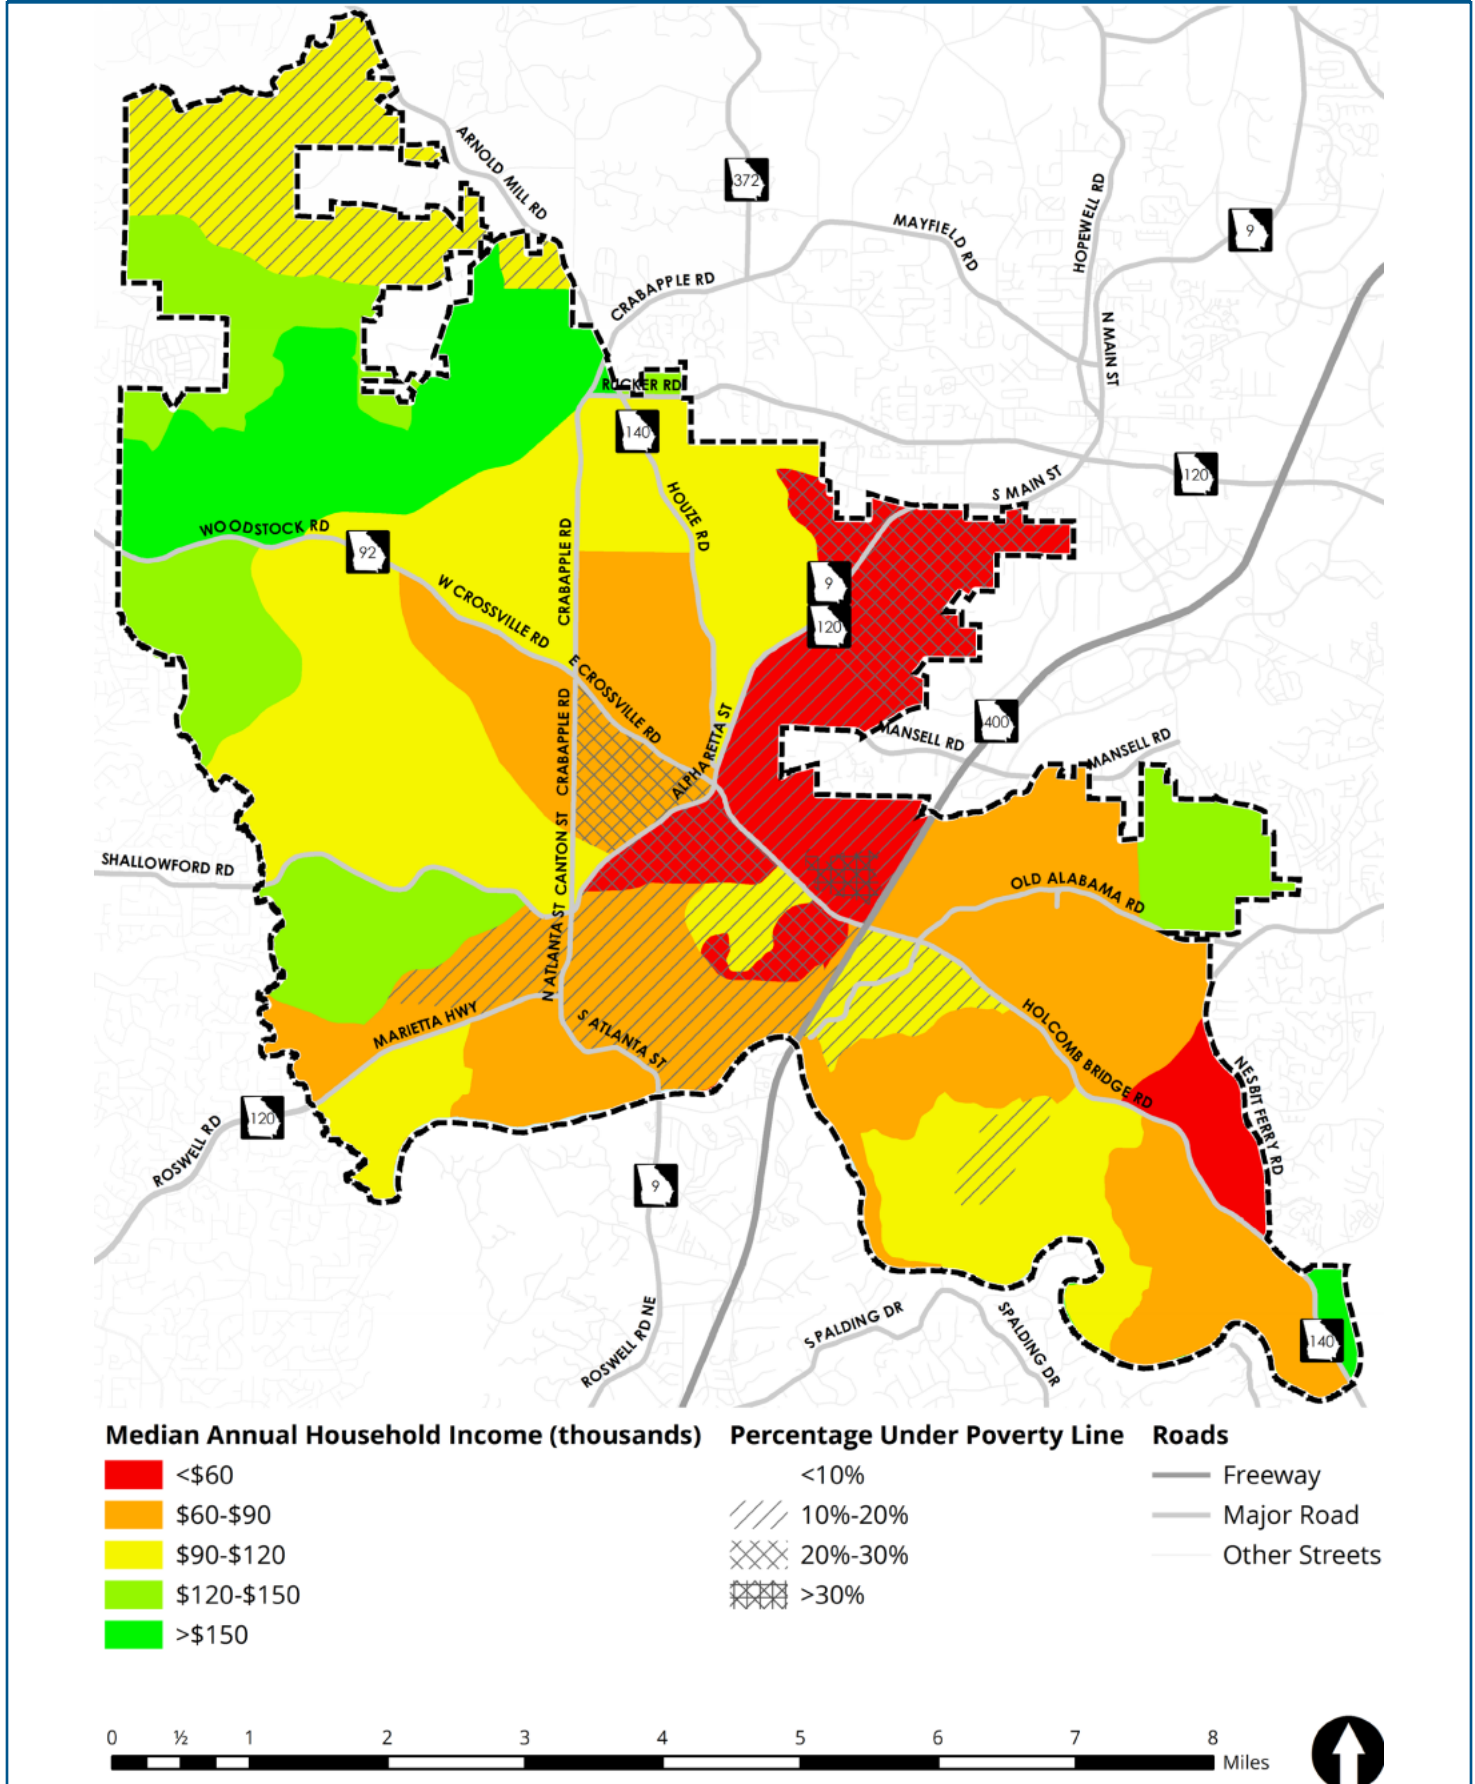 ARNOLD MILL RD
372
MAYFIELD RD
HOPEWELL RD
9
CRABAPPLE RD
N MAIN ST
RUCKER RD
140
120
S MAIN ST
HOUZE RD
WOODSTOCK RD
92
CRABAPPLE RD
W CROSSVILLE RD
9
120
E CROSSVILLE RD
CRABAPPLE RD
ALPHARETTA ST
400
MANSELL RD
MANSELL RD
SHALLOWFORD RD
CANTON ST
OLD ALABAMA RD
N ATLANTA ST
MARIETTA HWY
S ATLANTA ST
HOLCOMB BRIDGE RD
NESBIT FERRY RD
120
ROSWELL RD
9
ROSWELL RD NE
SPALDING DR
SPALDING DR
140
Median Annual Household Income (thousands)
<$60
$60-$90
$90-$120
$120-$150
>$150
Percentage Under Poverty Line
<10%
10%-20%
20%-30%
>30%
Roads
Freeway
Major Road
Other Streets
0 ½ 1 2 3 4 5 6 7 8
Miles